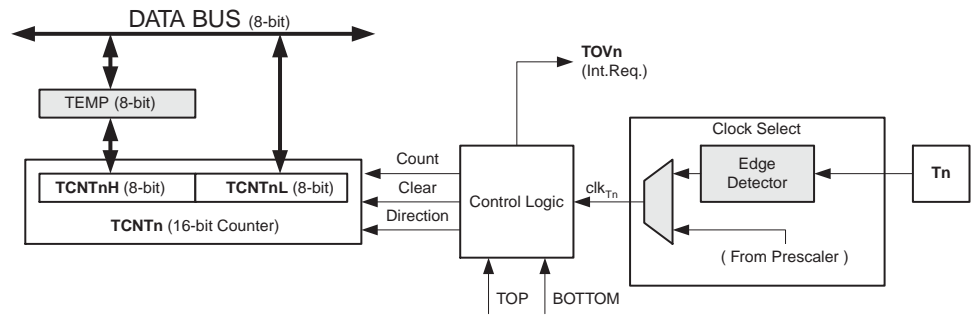 DATA BUS (8-bit)
TEMP (8-bit)
TCNTnH (8-bit)
TCNTnL (8-bit)
TCNTn (16-bit Counter)
Count
Clear
Direction
Control Logic
TOVn
(Int.Req.)
TOP
BOTTOM
clkTn
Clock Select
Edge
Detector
( From Prescaler )
Tn